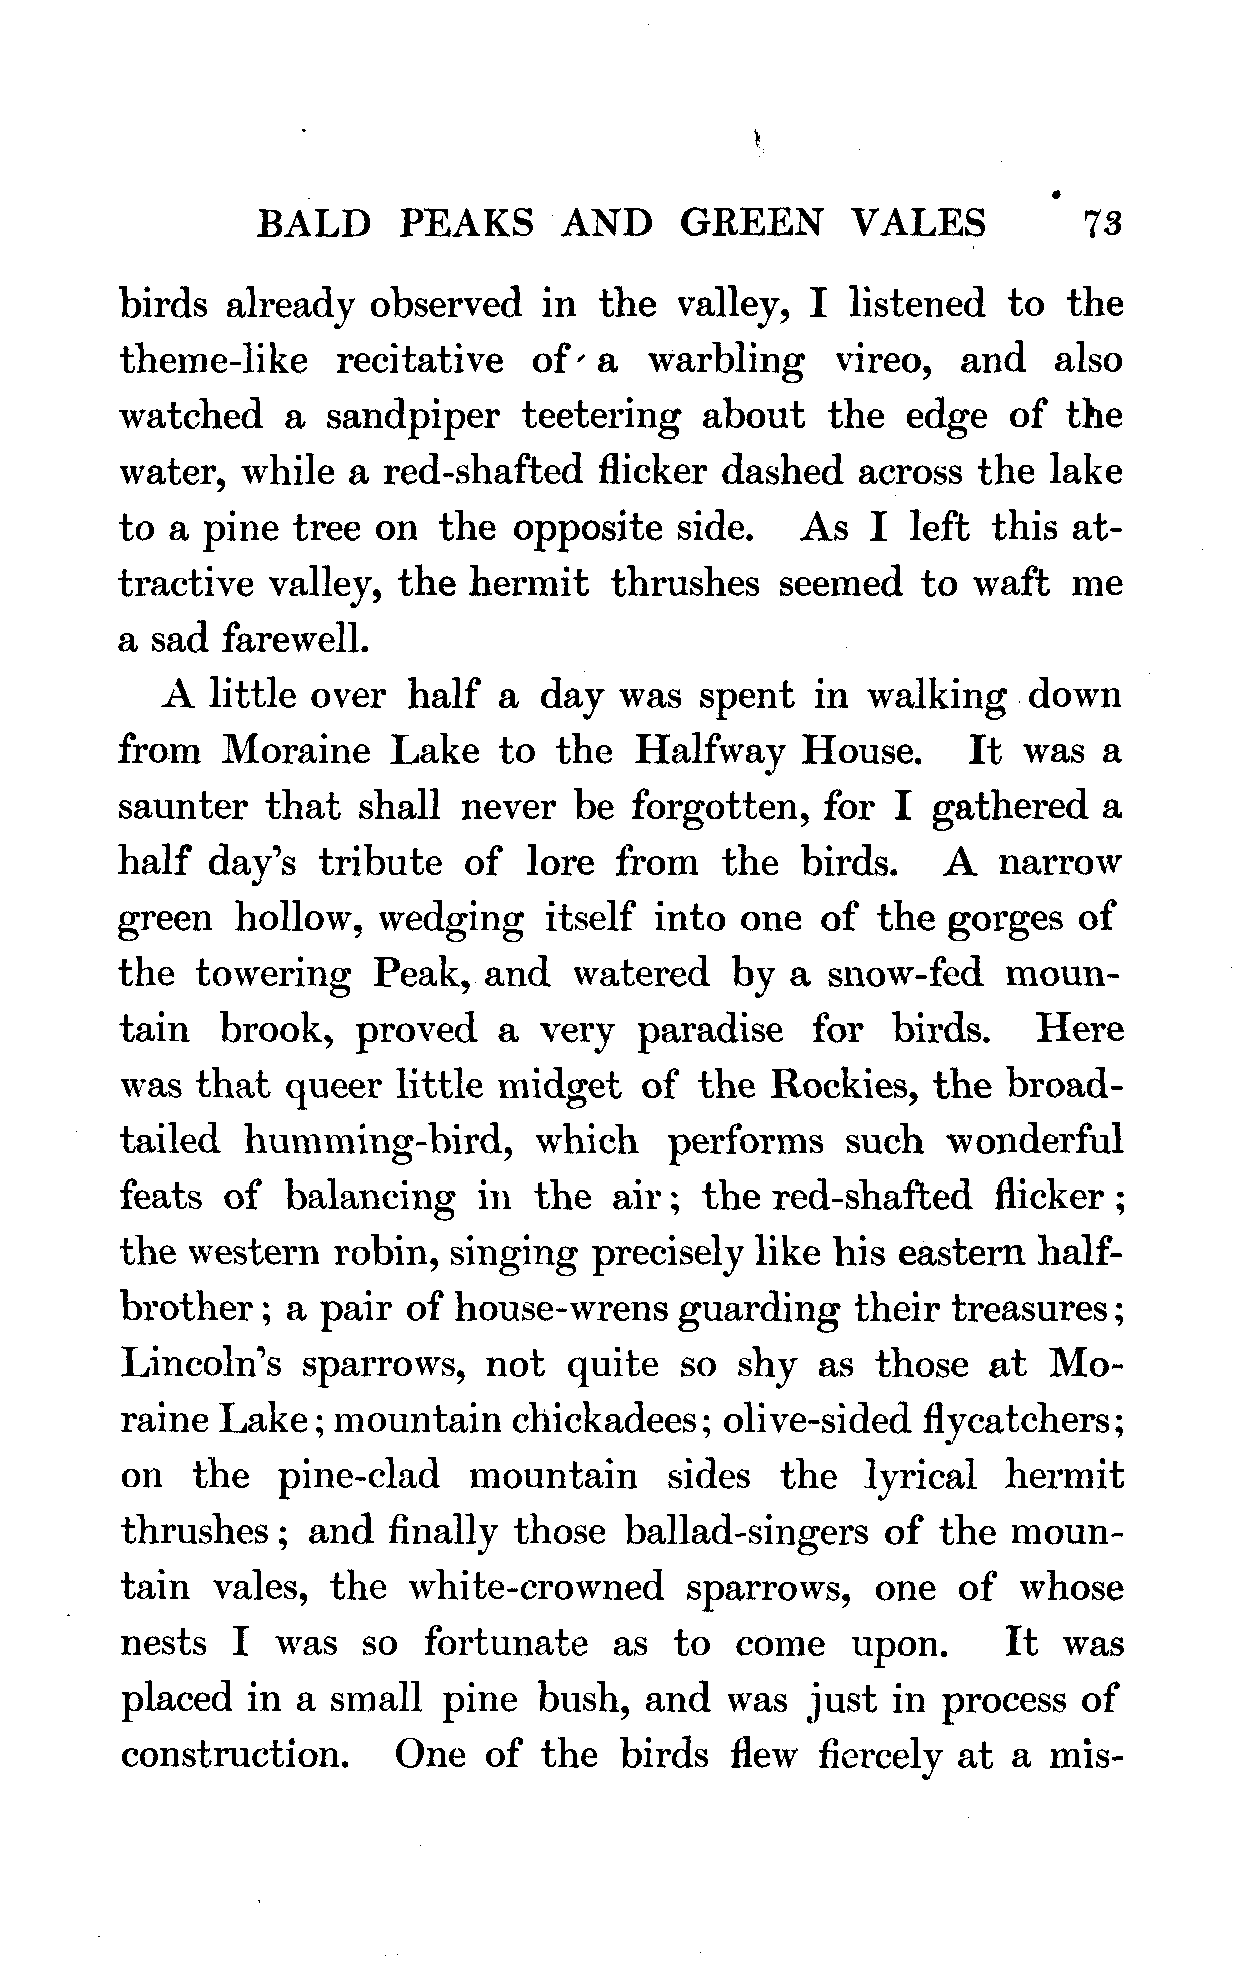 BALD PEAKS AND GREEN VALES 73
birds already observed in the valley, I listened to the
theme-like recitative of a warbling vireo, and also
watched a sandpiper teetering about the edge of the
water, while a red-shafted flicker dashed across the lake
to a pine tree on the opposite side. As I left this at-
tractive valley, the hermit thrushes seemed to waft me
a sad farewell.
A little over half a day was spent in walking down
from Moraine Lake to the Halfway House. It was a
saunter that shall never be forgotten, for I gathered a
half day's tribute of lore from the birds. A narrow
green hollow, wedging itself into one of the gorges of
the towering Peak, and watered by a snow-fed moun-
tain brook, proved a very paradise for birds. Here
was that queer little midget of the Rockies, the broad-
tailed humming-bird, which performs such wonderful
feats of balancing in the air; the red-shafted flicker;
the western robin, singing precisely like his eastern half-
brother; a pair of house-wrens guarding their treasures;
Lincoln's sparrows, not quite so shy as those at Mo-
raine Lake; mountain chickadees; olive-sided flycatchers;
on the pine-clad mountain sides the lyrical hermit
thrushes; and finally those ballad-singers of the moun-
tain vales, the white-crowned sparrows, one of whose
nests I was so fortunate as to come upon. It was
placed in a small pine bush, and was just in process of
construction. One of the birds flew fiercely at a mis-